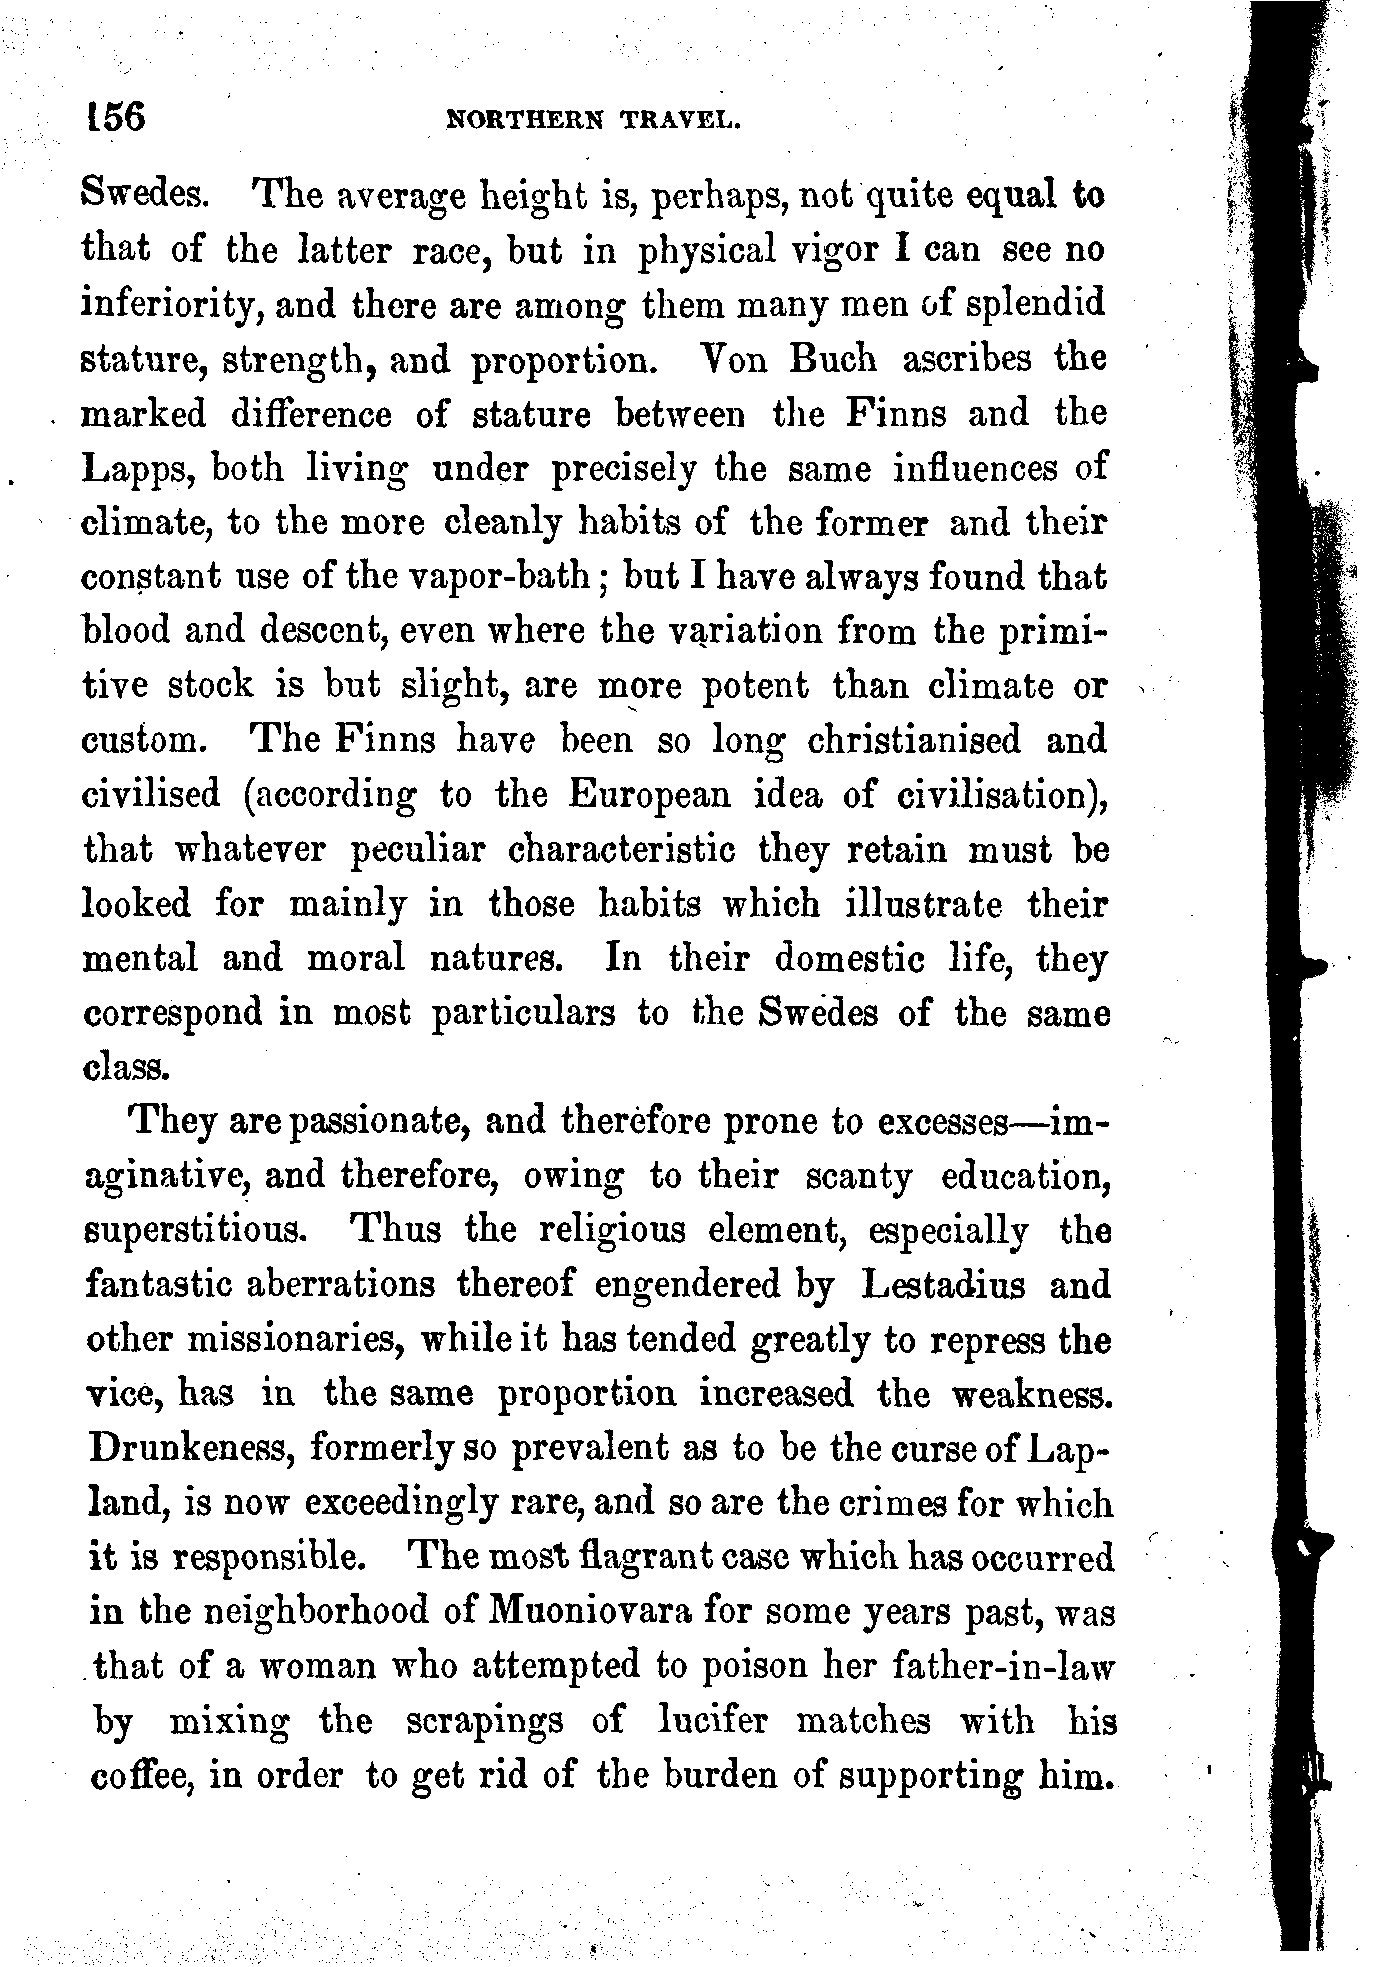 156 NORTHERN TRAVEL.
Swedes. The average height is, perhaps, not quite equal to
that of the latter race, but in physical vigor I can see no
inferiority, and there are among them many men of splendid
stature, strength, and proportion. Von Buch ascribes the
marked difference of stature between the Finns and the
Lapps, both living under precisely the same influences of
climate, to the more cleanly habits of the former and their
constant use of the vapor-bath; but I have always found that
blood and descent, even where the variation from the primi-
tive stock is but slight, are more potent than climate or
custom. The Finns have been so long christianised and
civilised (according to the European idea of civilisation),
that whatever peculiar characteristic they retain must be
looked for mainly in those habits which illustrate their
mental and moral natures. In their domestic life, they
correspond in most particulars to the Swedes of the same
class.
They are passionate, and therefore prone to excesses—im-
aginative, and therefore, owing to their scanty education,
superstitious. Thus the religious element, especially the
fantastic aberrations thereof engendered by Lestadius and
other missionaries, while it has tended greatly to repress the
vice, has in the same proportion increased the weakness.
Drunkeness, formerly so prevalent as to be the curse of Lap-
land, is now exceedingly rare, and so are the crimes for which
it is responsible. The most flagrant case which has occurred
in the neighborhood of Muoniovara for some years past, was
that of a woman who attempted to poison her father-in-law
by mixing the scrapings of lucifer matches with his
coffee, in order to get rid of the burden of supporting him.